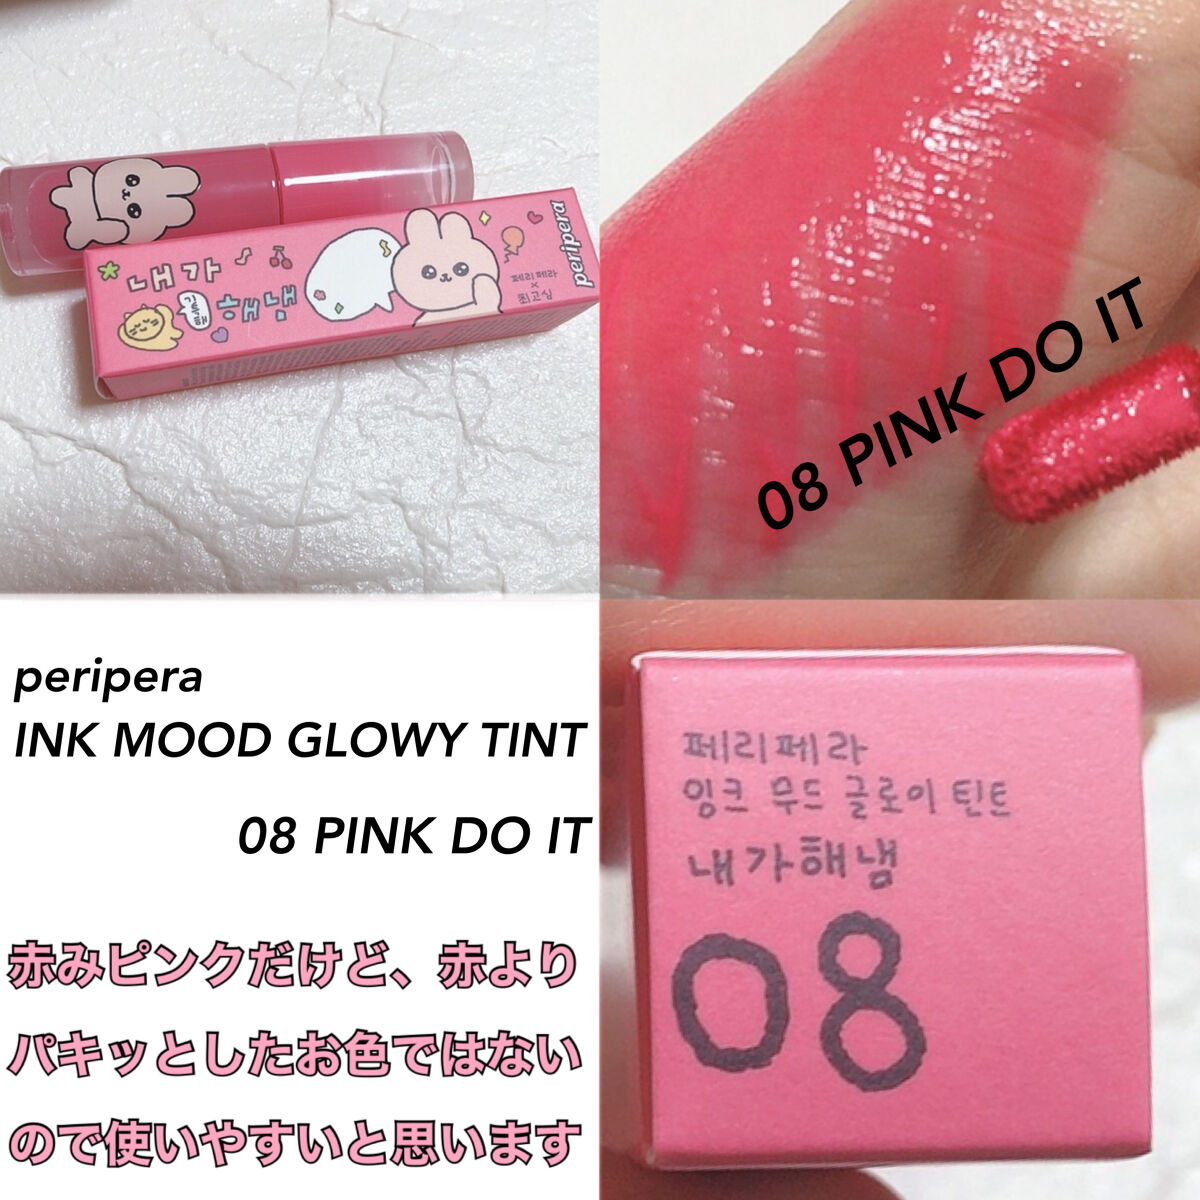 peripera
내가
해냄
페리페라
x
최고심
08 PINK DO IT
peripera
INK MOOD GLOWY TINT
08 PINK DO IT
赤みピンクだけど、赤より
パキッとしたお色ではない
ので使いやすいと思います
페리페라
잉크 무드 글로이 틴트
내가해냄
08